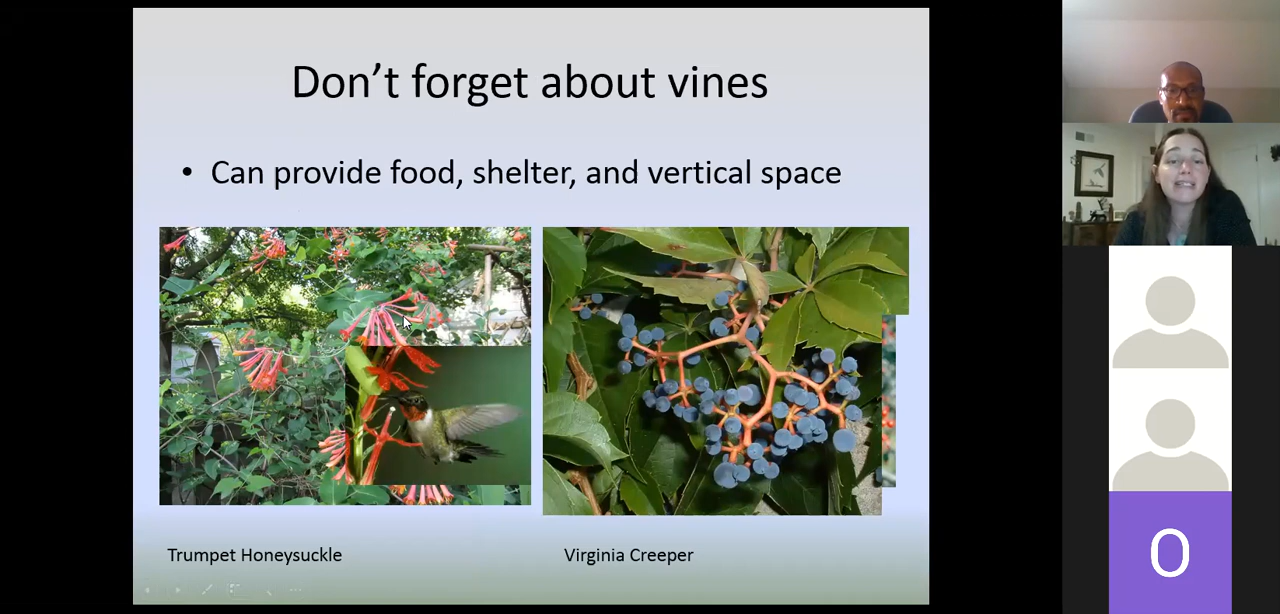 Don’t forget about vines
• Can provide food, shelter, and vertical space
Trumpet Honeysuckle
Virginia Creeper
O